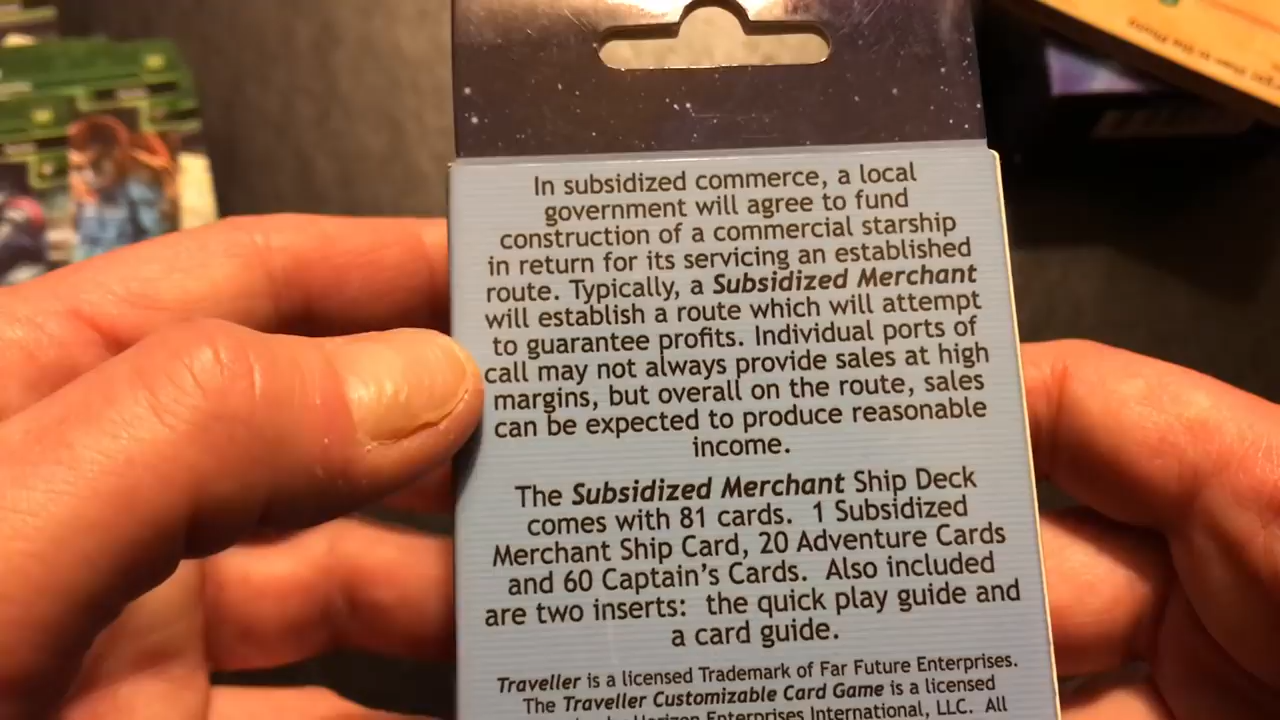 In subsidized commerce, a local
government will agree to fund
construction of a commercial starship
in return for its servicing an established
route. Typically, a Subsidized Merchant
will establish a route which will attempt
to guarantee profits. Individual ports of
call may not always provide sales at high
margins, but overall on the route, sales
can be expected to produce reasonable
income.
The Subsidized Merchant Ship Deck
comes with 81 cards. 1 Subsidized
Merchant Ship Card, 20 Adventure Cards
and 60 Captain's Cards. Also included
are two inserts: the quick play guide and
a card guide.
Traveller is a licensed Trademark of Far Future Enterprises.
The Traveller Customizable Card Game is a licensed
Horizon Enterprises International, LLC. All